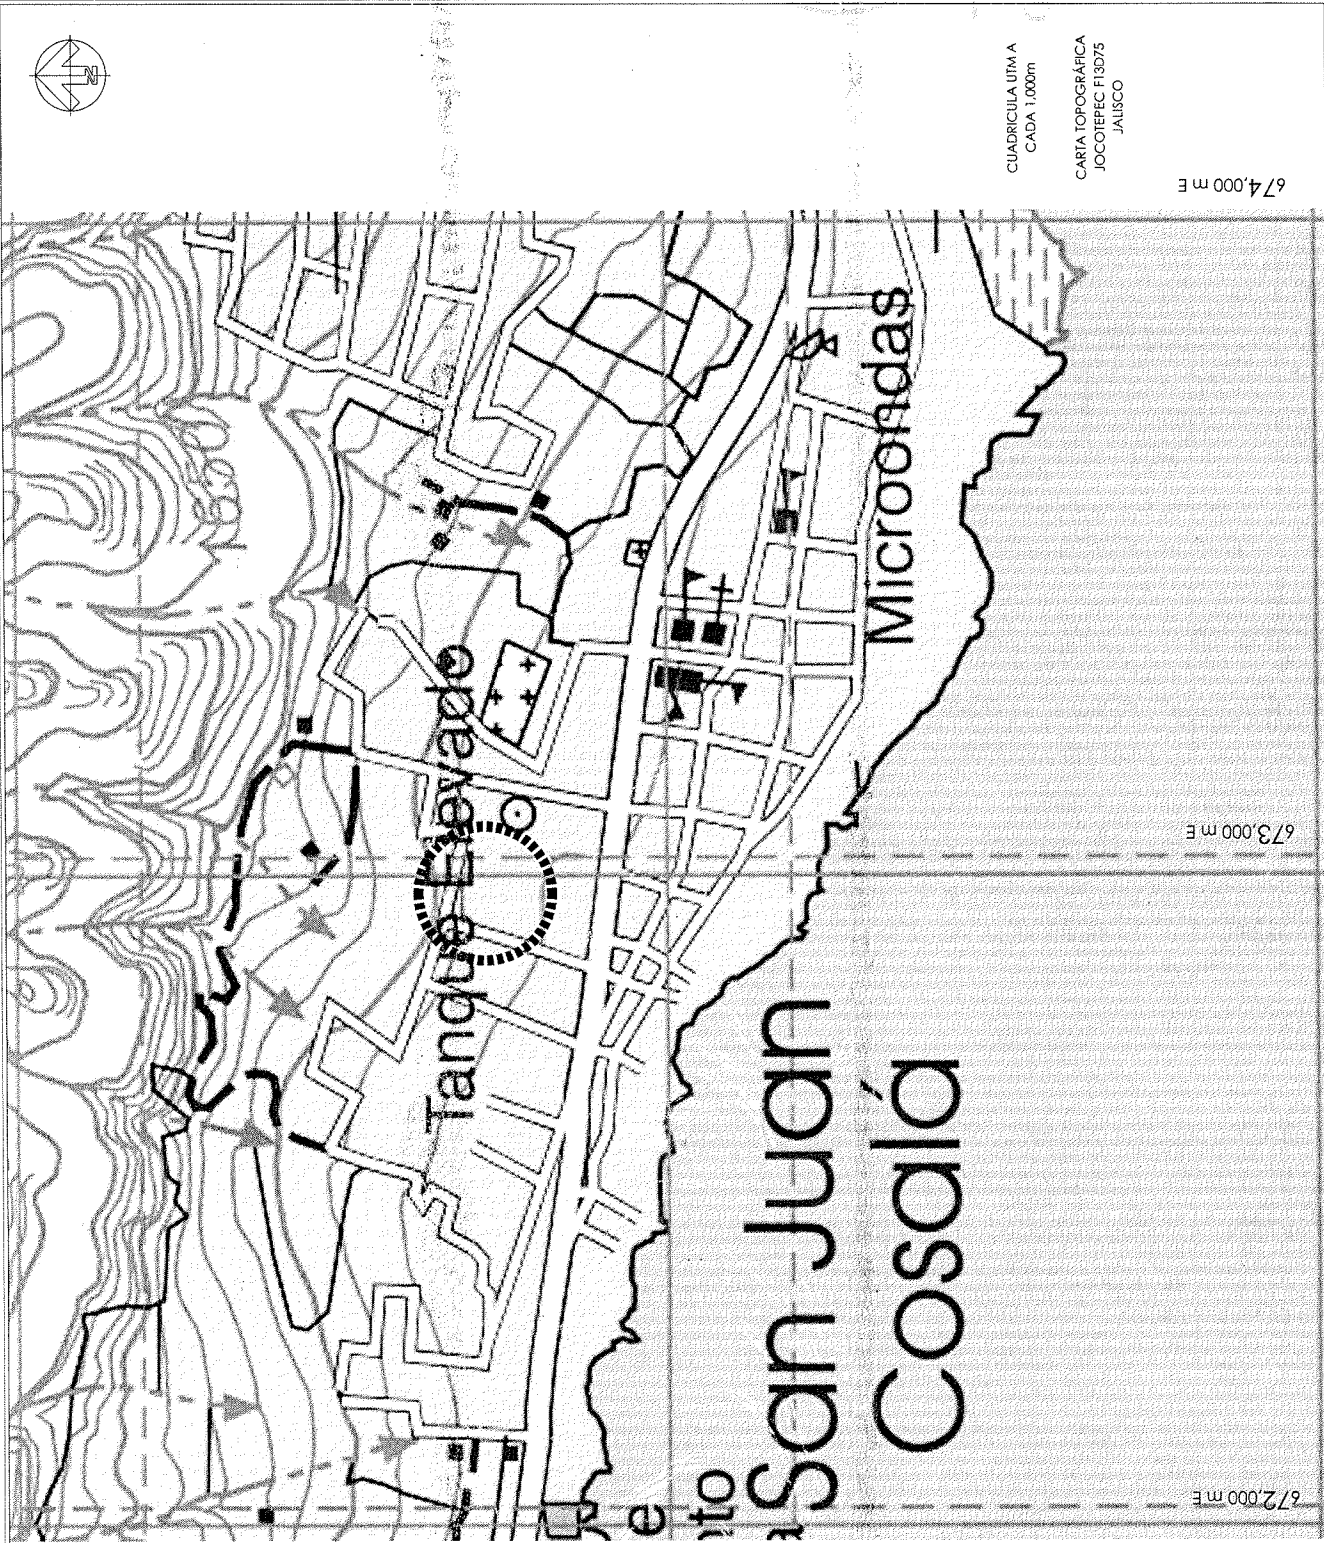 N
CUADRICULA UTM A
CADA 1,000m
CARTA TOPOGRÁFICA
JOCOTEPEC F13D75
JALISCO
674,000 m E
Microondas
Tanque Elevado
673,000 m E
San Juan
Cosalá
e
nto
a
672,000 m E